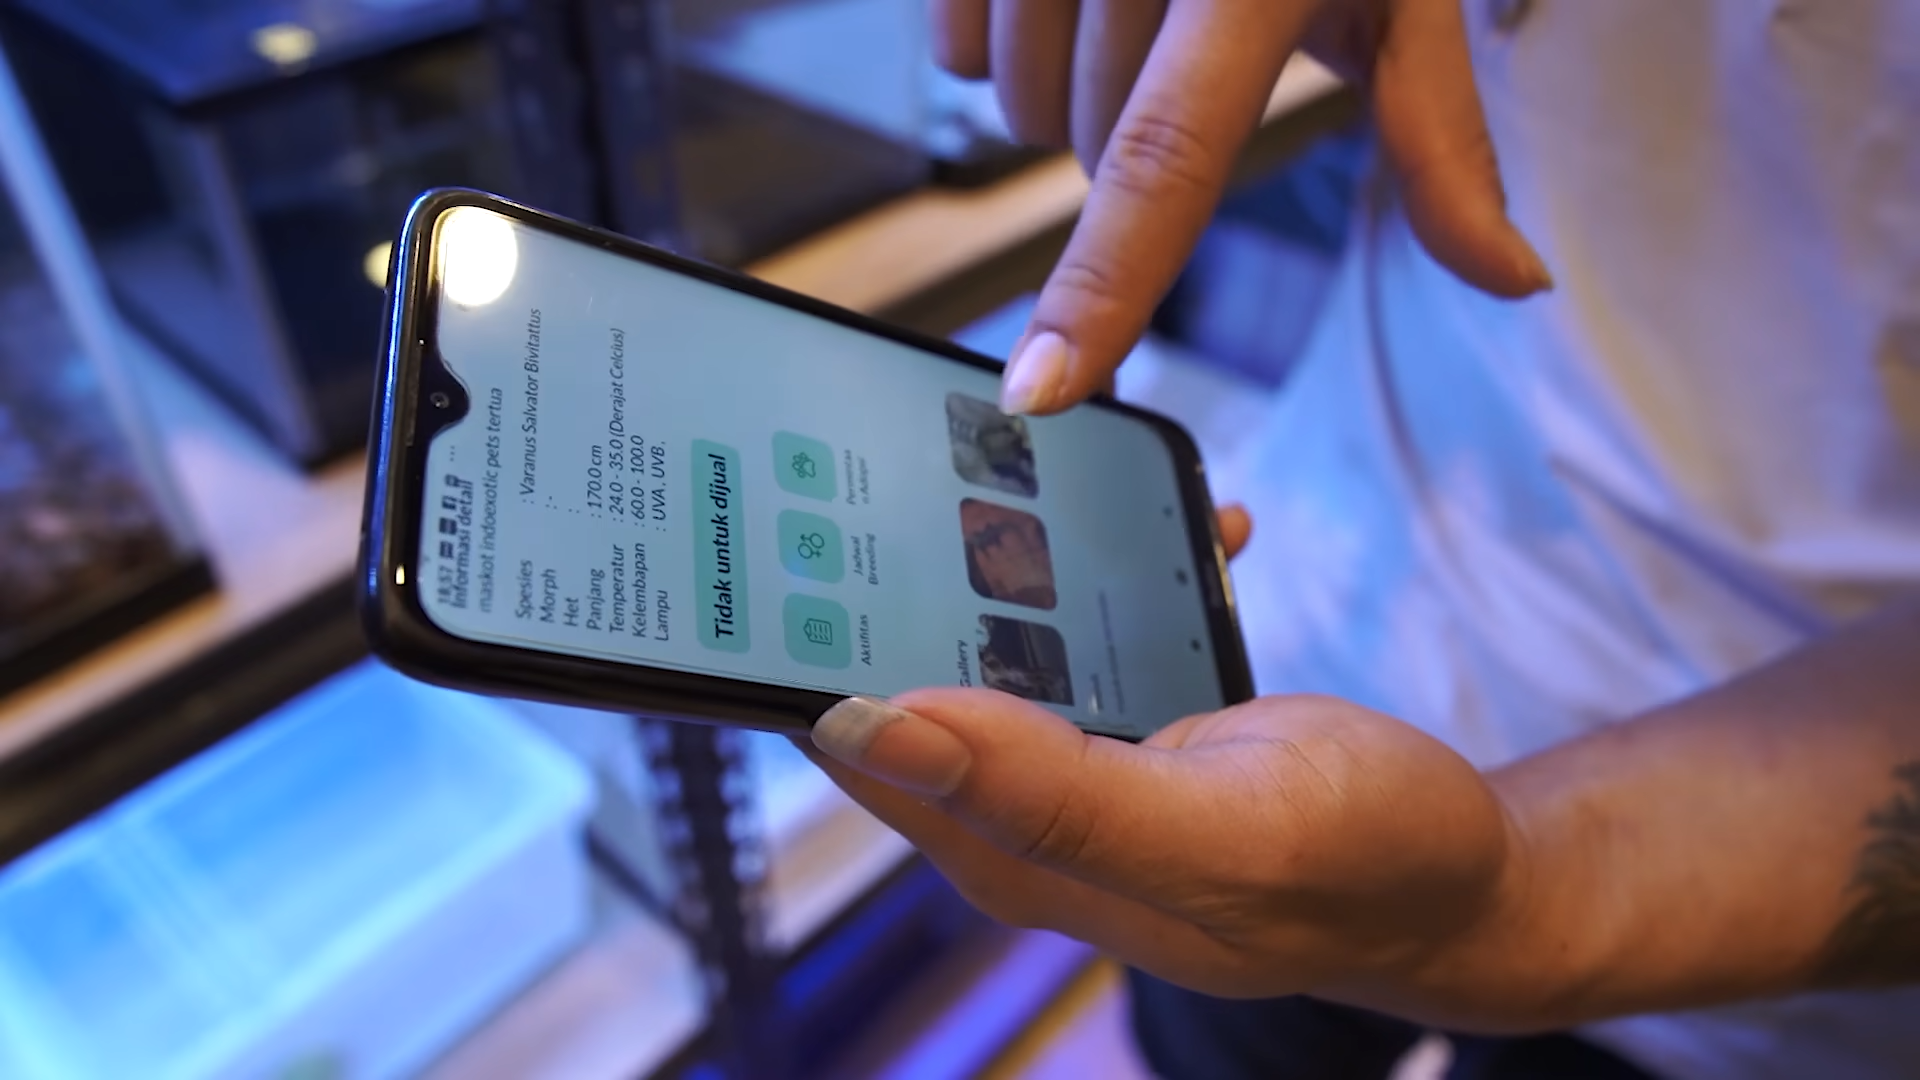 18:57
Informasi detail
maskot indoexotic pets tertua
Spesies : Varanus Salvator Bivitattus
Morph : -
Het :
Panjang : 170.0 cm
Temperatur : 24.0 - 35.0 (Derajat Celcius)
Kelembapan : 60.0 - 100.0
Lampu : UVA, UVB,
Tidak untuk dijual
Aktifitas
Jadwal
Breeding
Permintaa
n Adopsi
Gallery